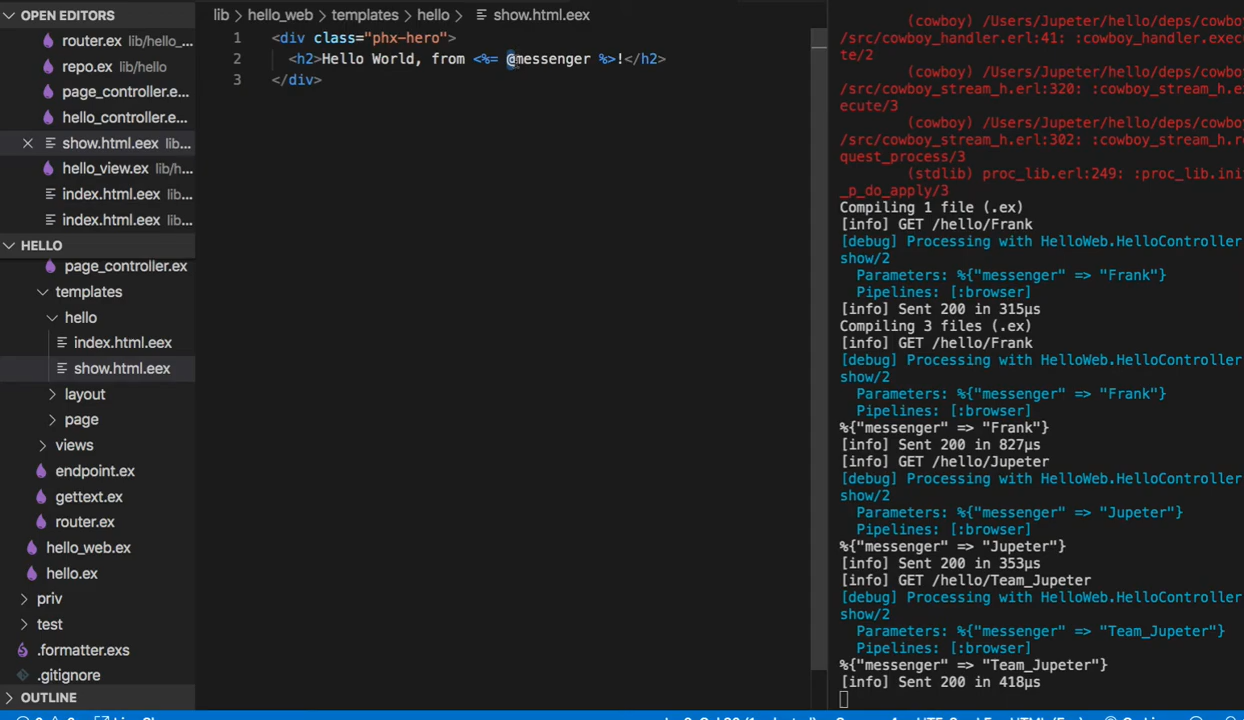 OPEN EDITORS
router.ex lib/hello_...
repo.ex lib/hello
page_controller.e...
hello_controller.e...
show.html.eex lib...
hello_view.ex lib/h...
index.html.eex lib...
index.html.eex lib...
HELLO
page_controller.ex
templates
hello
index.html.eex
show.html.eex
layout
page
views
endpoint.ex
gettext.ex
router.ex
hello_web.ex
hello.ex
priv
test
.formatter.exs
.gitignore
OUTLINE
lib > hello_web > templates > hello > show.html.eex
1 <div class="phx-hero">
2 <h2>Hello World, from <%= @messenger %>!</h2>
3 </div>
(cowboy) /Users/Jupeter/hello/deps/cowbo
/src/cowboy_handler.erl:41: :cowboy_handler.execu
te/2
(cowboy) /Users/Jupeter/hello/deps/cowbo
/src/cowboy_stream_h.erl:320: :cowboy_stream_h.ex
ecute/3
(cowboy) /Users/Jupeter/hello/deps/cowbo
/src/cowboy_stream_h.erl:302: :cowboy_stream_h.re
quest_process/3
(stdlib) proc_lib.erl:249: :proc_lib.ini
_p_do_apply/3
Compiling 1 file (.ex)
[info] GET /hello/Frank
[debug] Processing with HelloWeb.HelloController
show/2
Parameters: %{"messenger" => "Frank"}
Pipelines: [:browser]
[info] Sent 200 in 315µs
Compiling 3 files (.ex)
[info] GET /hello/Frank
[debug] Processing with HelloWeb.HelloController
show/2
Parameters: %{"messenger" => "Frank"}
Pipelines: [:browser]
%{"messenger" => "Frank"}
[info] Sent 200 in 827µs
[info] GET /hello/Jupeter
[debug] Processing with HelloWeb.HelloController
show/2
Parameters: %{"messenger" => "Jupeter"}
Pipelines: [:browser]
%{"messenger" => "Jupeter"}
[info] Sent 200 in 353µs
[info] GET /hello/Team_Jupeter
[debug] Processing with HelloWeb.HelloController
show/2
Parameters: %{"messenger" => "Team_Jupeter"}
Pipelines: [:browser]
%{"messenger" => "Team_Jupeter"}
[info] Sent 200 in 418µs